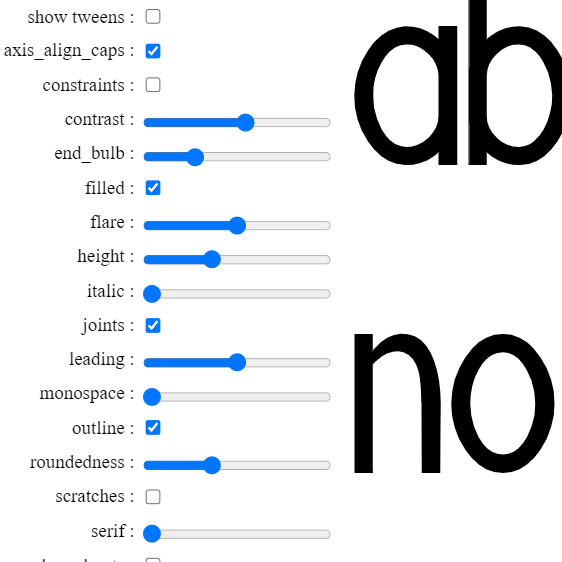 show tweens :
axis_align_caps :
constraints :
contrast :
end_bulb :
filled :
flare :
height :
italic :
joints :
leading :
monospace :
outline :
roundedness :
scratches :
serif :
ab
no